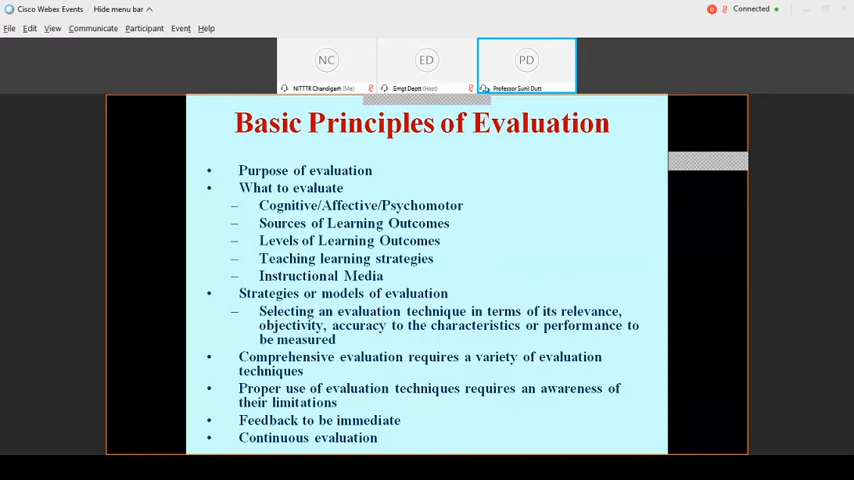 Cisco Webex Events Hide menu bar Connected
File Edit View Communicate Participant Event Help
NC ED PD
NITTTR Chandigarh (Me) Emgt Deptt (Host) Professor Sunil Dutt
Basic Principles of Evaluation
• Purpose of evaluation
• What to evaluate
– Cognitive/Affective/Psychomotor
– Sources of Learning Outcomes
– Levels of Learning Outcomes
– Teaching learning strategies
– Instructional Media
• Strategies or models of evaluation
– Selecting an evaluation technique in terms of its relevance,
objectivity, accuracy to the characteristics or performance to
be measured
• Comprehensive evaluation requires a variety of evaluation
techniques
• Proper use of evaluation techniques requires an awareness of
their limitations
• Feedback to be immediate
• Continuous evaluation